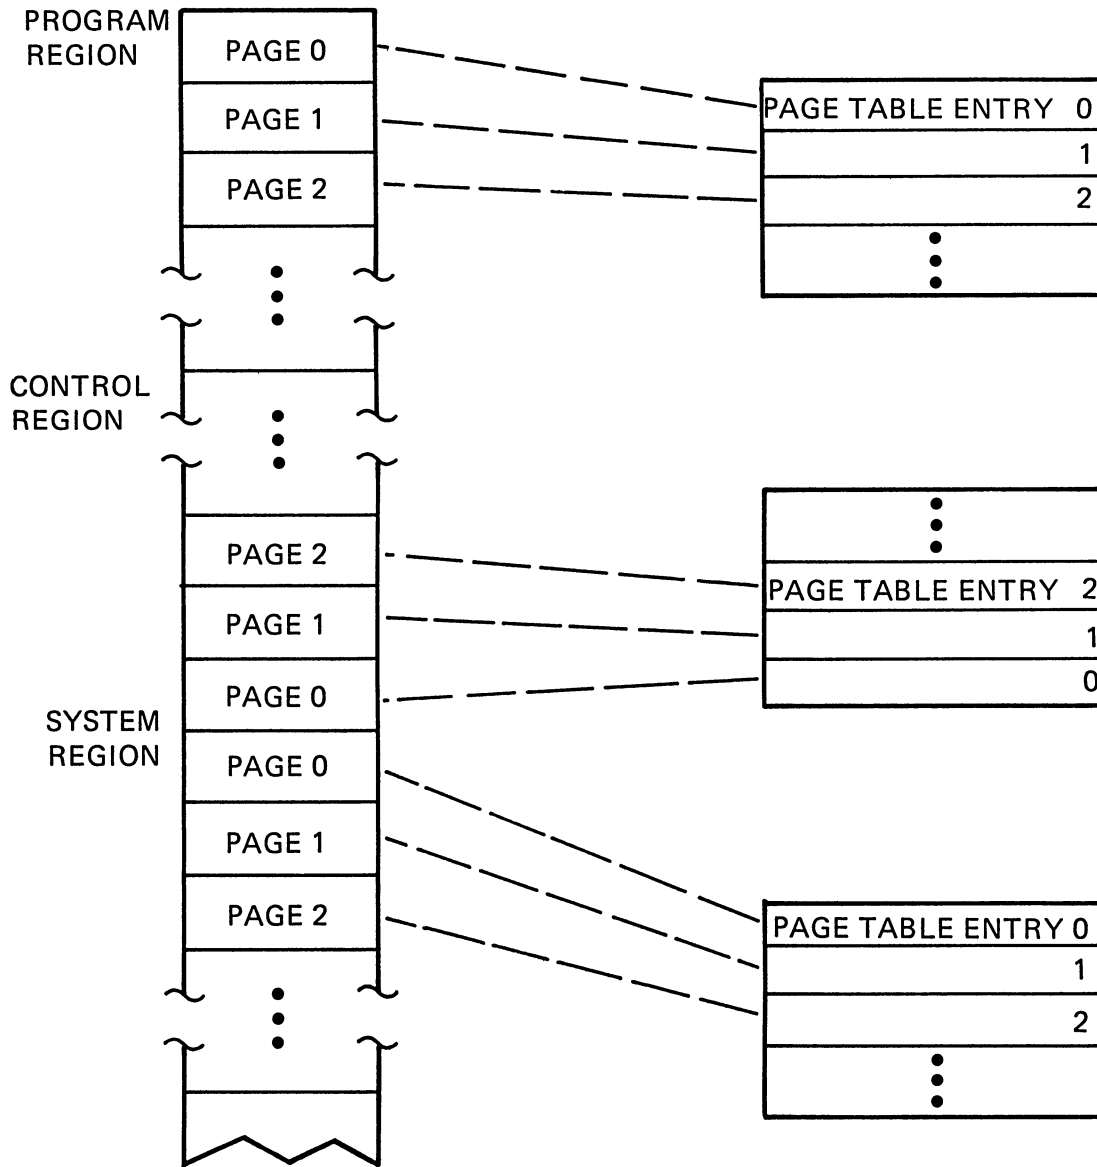 PROGRAM
REGION
PAGE 0
PAGE 1
PAGE 2
PAGE TABLE ENTRY 0
1
2
CONTROL
REGION
PAGE 2
PAGE 1
PAGE 0
PAGE TABLE ENTRY 2
1
0
SYSTEM
REGION
PAGE 0
PAGE 1
PAGE 2
PAGE TABLE ENTRY 0
1
2